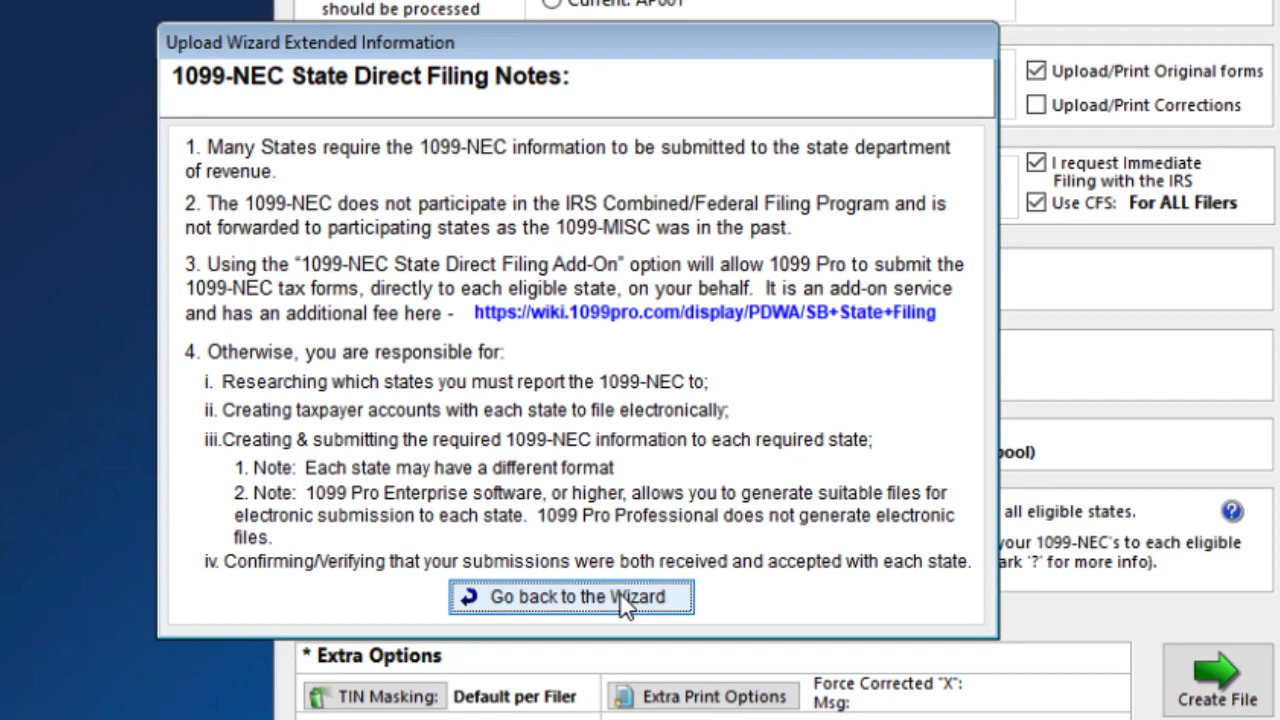 should be processed
Current: AP001
Upload Wizard Extended Information
1099-NEC State Direct Filing Notes:
Upload/Print Original forms
Upload/Print Corrections
1. Many States require the 1099-NEC information to be submitted to the state department
of revenue.
I request Immediate
Filing with the IRS
2. The 1099-NEC does not participate in the IRS Combined/Federal Filing Program and is
not forwarded to participating states as the 1099-MISC was in the past.
Use CFS: For ALL Filers
3. Using the “1099-NEC State Direct Filing Add-On” option will allow 1099 Pro to submit the
1099-NEC tax forms, directly to each eligible state, on your behalf. It is an add-on service
and has an additional fee here - https://wiki.1099pro.com/display/PDWA/SB+State+Filing
4. Otherwise, you are responsible for:
i. Researching which states you must report the 1099-NEC to;
ii. Creating taxpayer accounts with each state to file electronically;
iii.Creating & submitting the required 1099-NEC information to each required state;
1. Note: Each state may have a different format
2. Note: 1099 Pro Enterprise software, or higher, allows you to generate suitable files for
electronic submission to each state. 1099 Pro Professional does not generate electronic
files.
iv. Confirming/Verifying that your submissions were both received and accepted with each state.
Go back to the Wizard
pool)
all eligible states.
your 1099-NEC's to each eligible
ark '?' for more info).
* Extra Options
TIN Masking: Default per Filer
Extra Print Options
Force Corrected "X":
Msg:
Create File